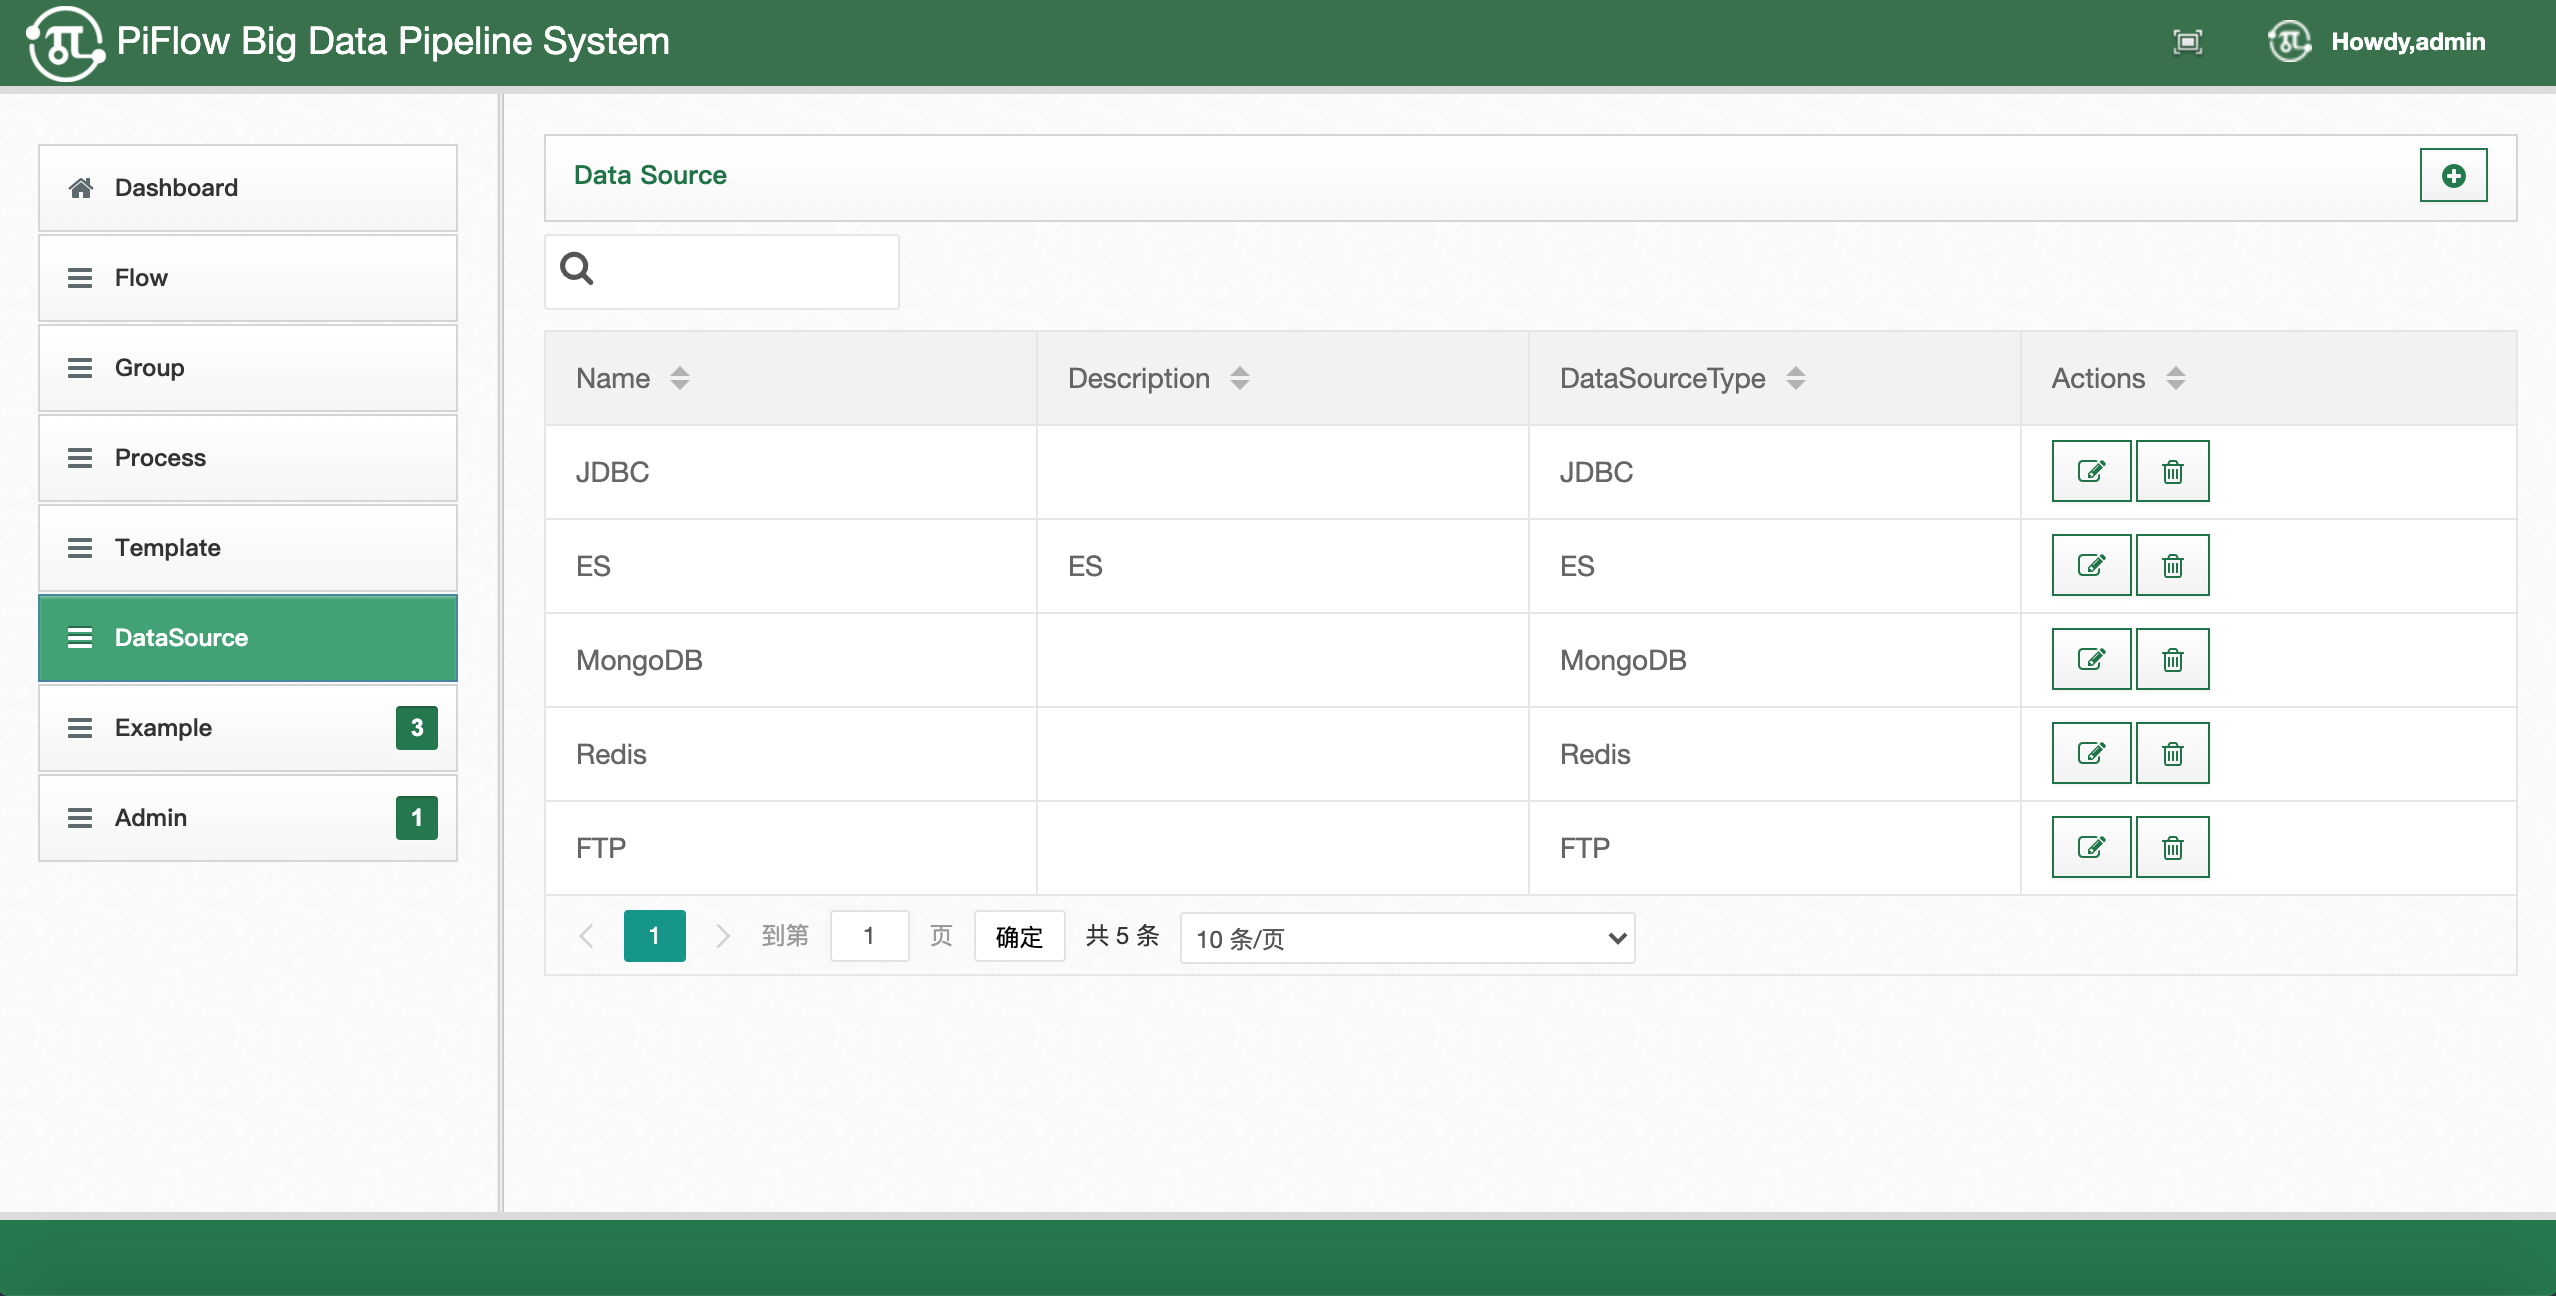 PiFlow Big Data Pipeline System
Howdy,admin
Dashboard
Flow
Group
Process
Template
DataSource
Example 3
Admin 1
Data Source
Name Description DataSourceType Actions
JDBC JDBC
ES ES ES
MongoDB MongoDB
Redis Redis
FTP FTP
1 到第 1 页 确定 共 5 条 10 条/页